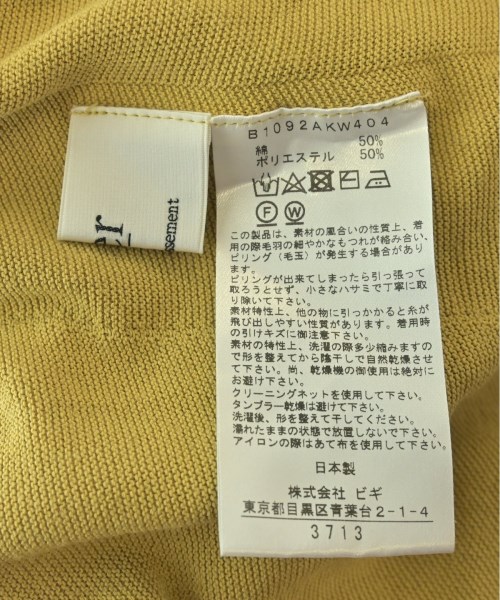 er
ssement
B1092AKW404
綿 50%
ポリエステル 50%
F W
この製品は、素材の風合いの性質上、着
用の際毛羽の細やかなもつれが絡み合い、
ピリング（毛玉）が発生する場合があり
ます。
ピリングが出来てしまったら引っ張って
取ろうとせず、小さなハサミで丁寧に切
り除いて下さい。
素材特性上、他の物に引っかかると糸が
飛び出しやすい性質があります。着用時
の引けキズに御注意下さい。
素材の特性上、洗濯の際多少縮みますの
で形を整えてから陰干しで自然乾燥させ
て下さい。尚、乾燥機の御使用は絶対に
お避け下さい。
クリーニングネットを使用して下さい。
タンブラー乾燥は避けて下さい。
洗濯後、形を整えて干してください。
濡れたままの状態で放置しないで下さい。
アイロンの際はあて布を使用して下さい。
日本製
株式会社 ビギ
東京都目黒区青葉台2-1-4
3713